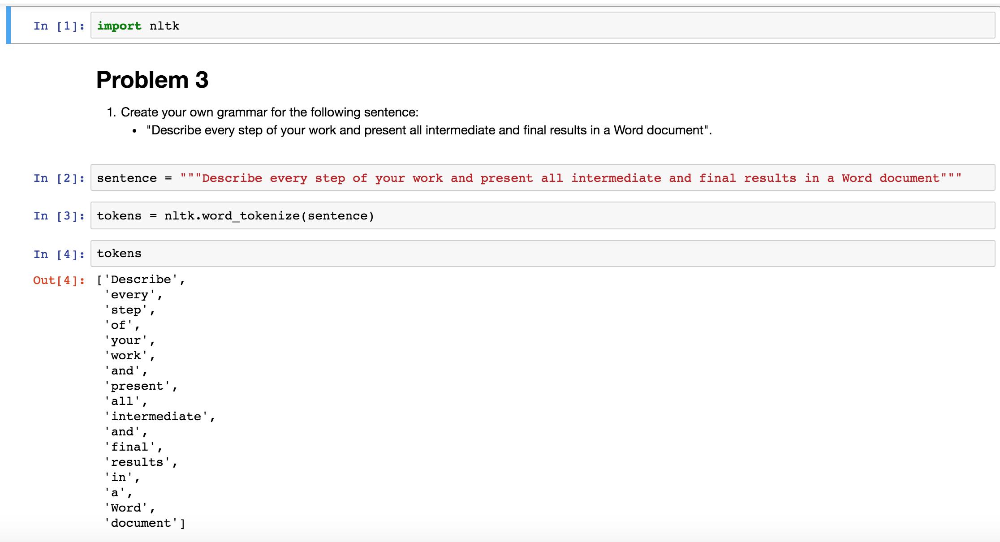 In [1]: import nltk
Problem 3
1. Create your own grammar for the following sentence:
• "Describe every step of your work and present all intermediate and final results in a Word document".
In [2]: sentence = """Describe every step of your work and present all intermediate and final results in a Word document"""
In [3]: tokens = nltk.word_tokenize(sentence)
In [4]: tokens
Out[4]: ['Describe',
'every',
'step',
'of',
'your',
'work',
'and',
'present',
'all',
'intermediate',
'and',
'final',
'results',
'in',
'a',
'Word',
'document']